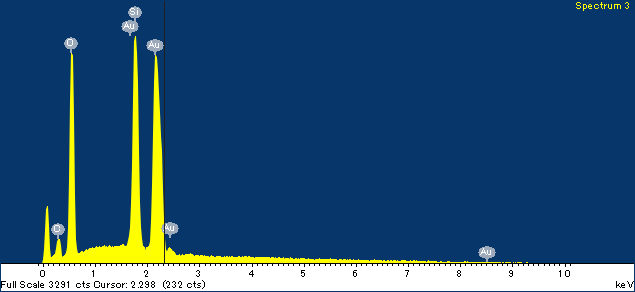 Spectrum 3
Si
Au
O
Au
O
Au
Au
0 1 2 3 4 5 6 7 8 9 10
Full Scale 3291 cts Cursor: 2.298 (232 cts) keV